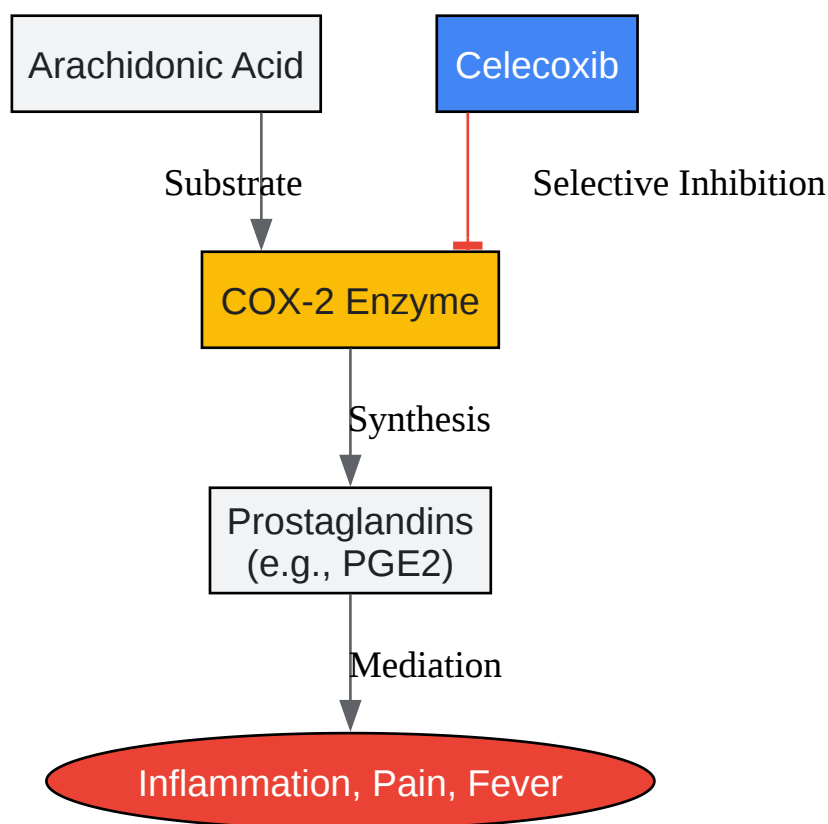 Arachidonic Acid
Celecoxib
Substrate
Selective Inhibition
COX-2 Enzyme
Synthesis
Prostaglandins
(e.g., PGE2)
Mediation
Inflammation, Pain, Fever